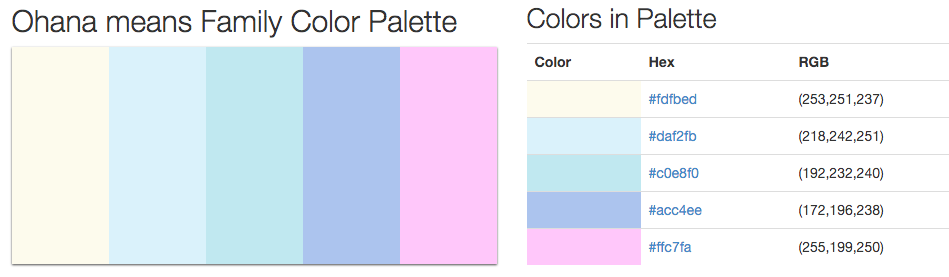 Ohana means Family Color Palette
Colors in Palette
Color Hex RGB
#fdfbed (253,251,237)
#daf2fb (218,242,251)
#c0e8f0 (192,232,240)
#acc4ee (172,196,238)
#ffc7fa (255,199,250)